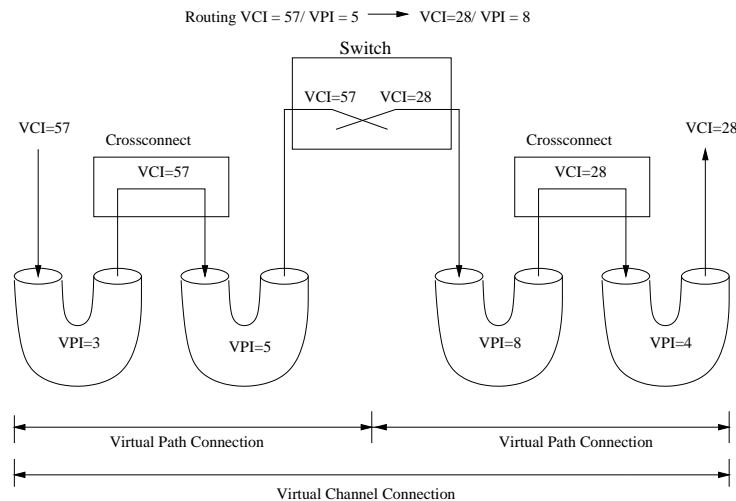 Routing VCI = 57/ VPI = 5 VCI=28/ VPI = 8
Switch
VCI=57 VCI=28
VCI=57
VCI=28
Crossconnect
Crossconnect
VCI=57
VCI=28
VPI=3
VPI=5
VPI=8
VPI=4
Virtual Path Connection
Virtual Path Connection
Virtual Channel Connection